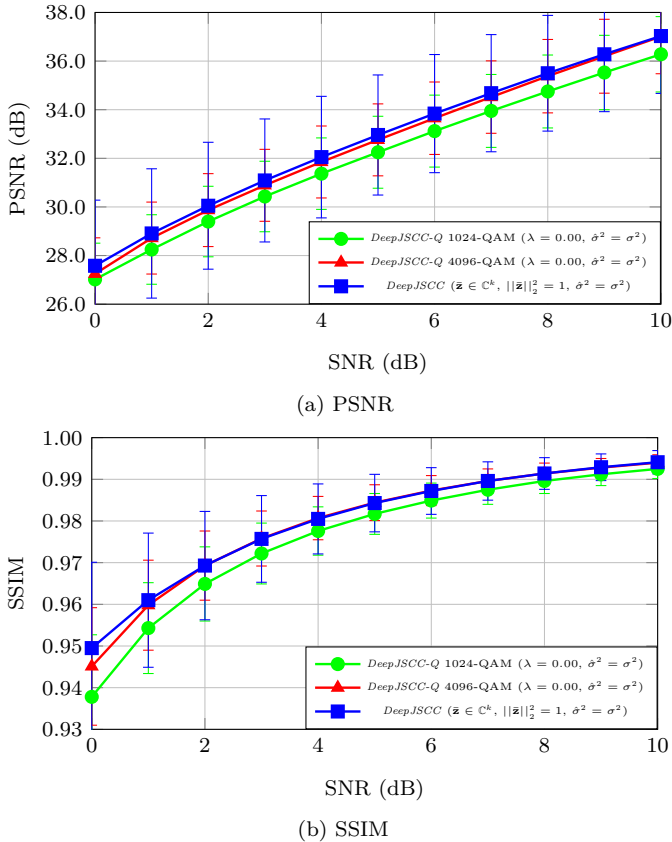 38.0
36.0
34.0
32.0
30.0
28.0
26.0
PSNR (dB)
DeepJSCC-Q 1024-QAM (λ = 0.00, σ̂² = σ²)
DeepJSCC-Q 4096-QAM (λ = 0.00, σ̂² = σ²)
DeepJSCC (z̄ ∈ ℂᵏ, ||z̄||₂² = 1, σ̂² = σ²)
0 2 4 6 8 10
SNR (dB)
(a) PSNR
1.00
0.99
0.98
0.97
0.96
0.95
0.94
0.93
SSIM
DeepJSCC-Q 1024-QAM (λ = 0.00, σ̂² = σ²)
DeepJSCC-Q 4096-QAM (λ = 0.00, σ̂² = σ²)
DeepJSCC (z̄ ∈ ℂᵏ, ||z̄||₂² = 1, σ̂² = σ²)
0 2 4 6 8 10
SNR (dB)
(b) SSIM